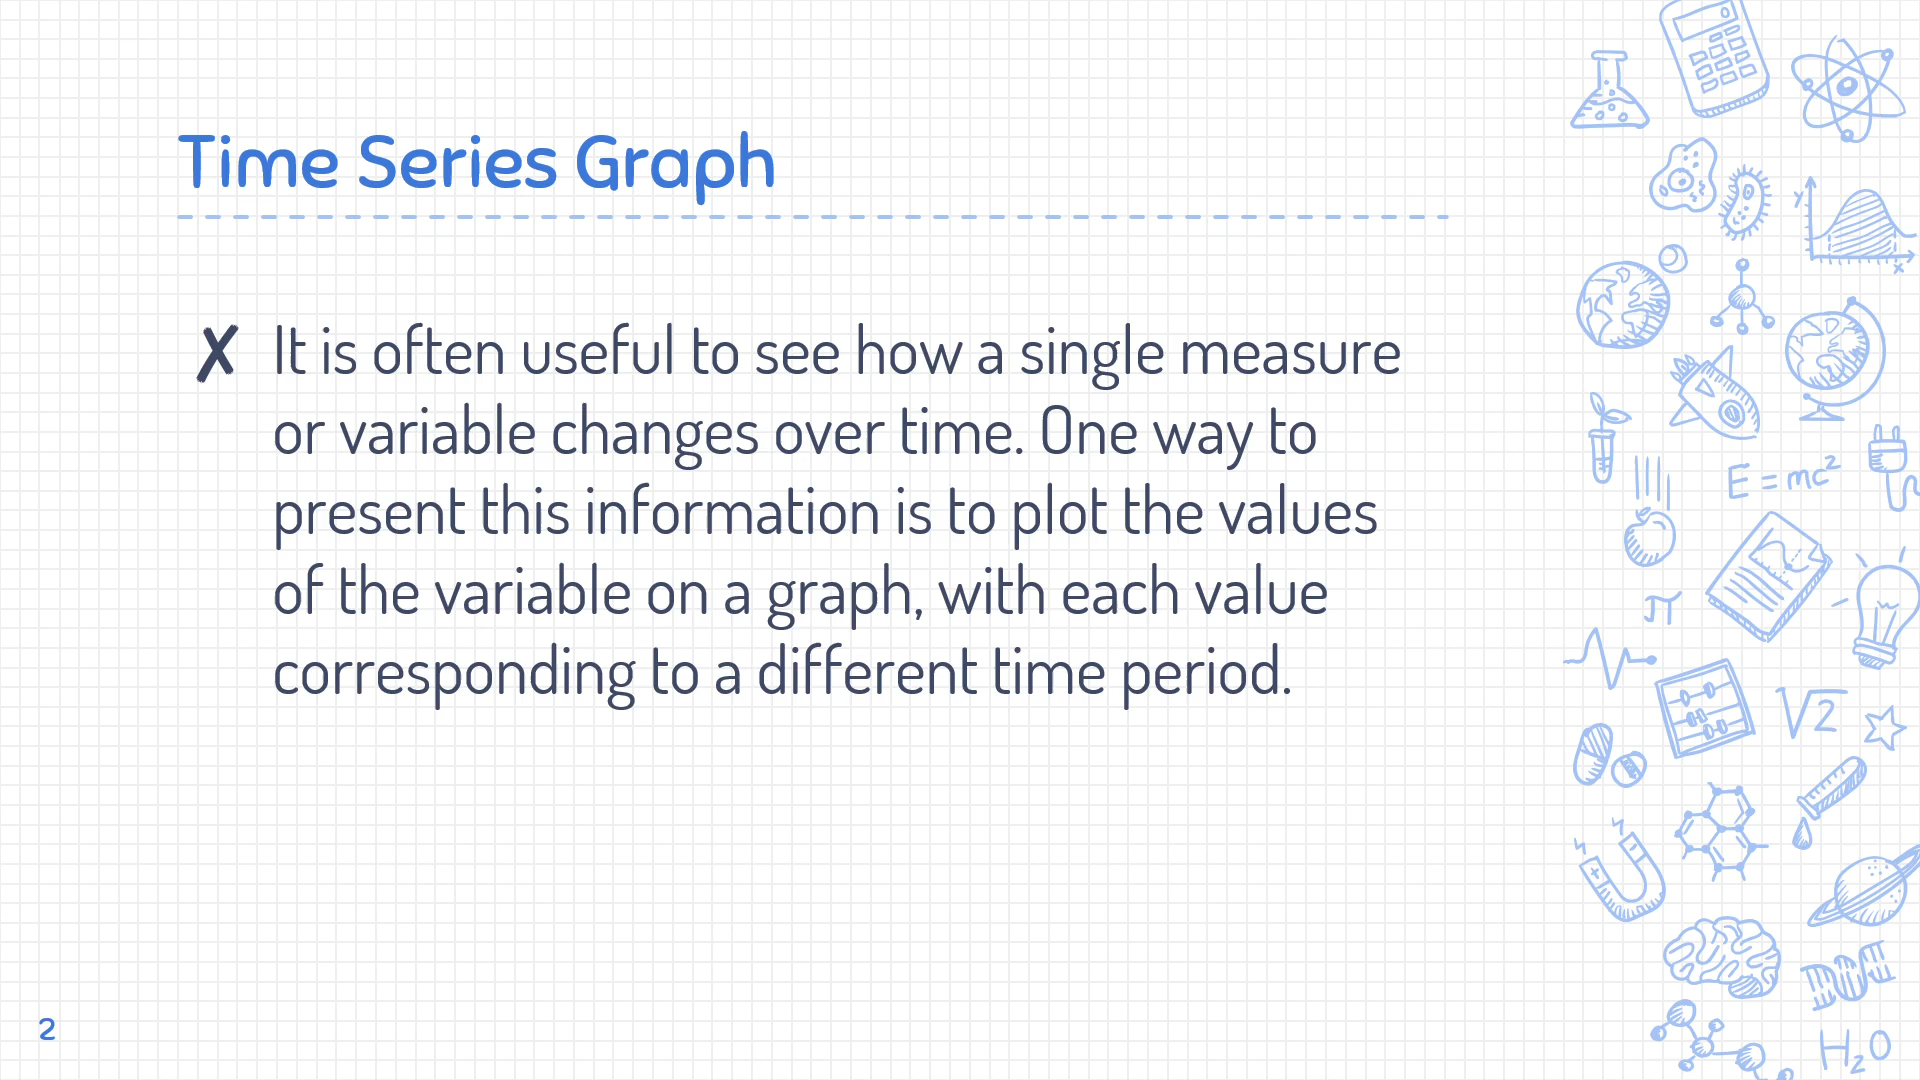 Time Series Graph
✗ It is often useful to see how a single measure
or variable changes over time. One way to
present this information is to plot the values
of the variable on a graph, with each value
corresponding to a different time period.
2
y
x
E = mc²
π
√2
H₂O